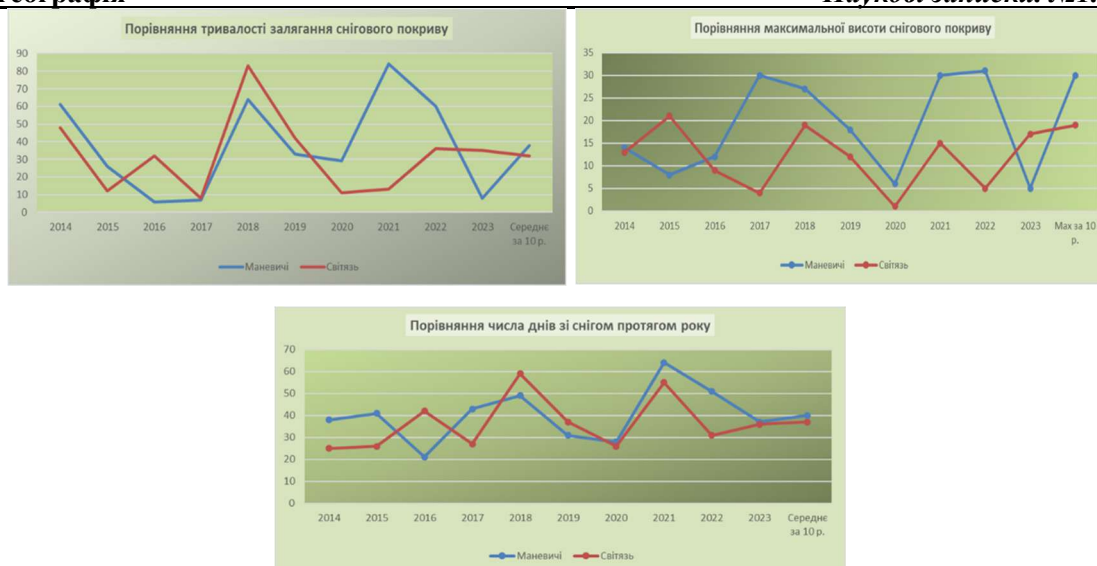 Порівняння тривалості залягання снігового покриву
90
80
70
60
50
40
30
20
10
0
2014 2015 2016 2017 2018 2019 2020 2021 2022 2023 Середнє
за 10 р.
Маневичі Світязь
Порівняння максимальної висоти снігового покриву
35
30
25
20
15
10
5
0
2014 2015 2016 2017 2018 2019 2020 2021 2022 2023 Max за 10
р.
Маневичі Світязь
Порівняння числа днів зі снігом протягом року
70
60
50
40
30
20
10
0
2014 2015 2016 2017 2018 2019 2020 2021 2022 2023 Середнє
за 10 р.
Маневичі Світязь